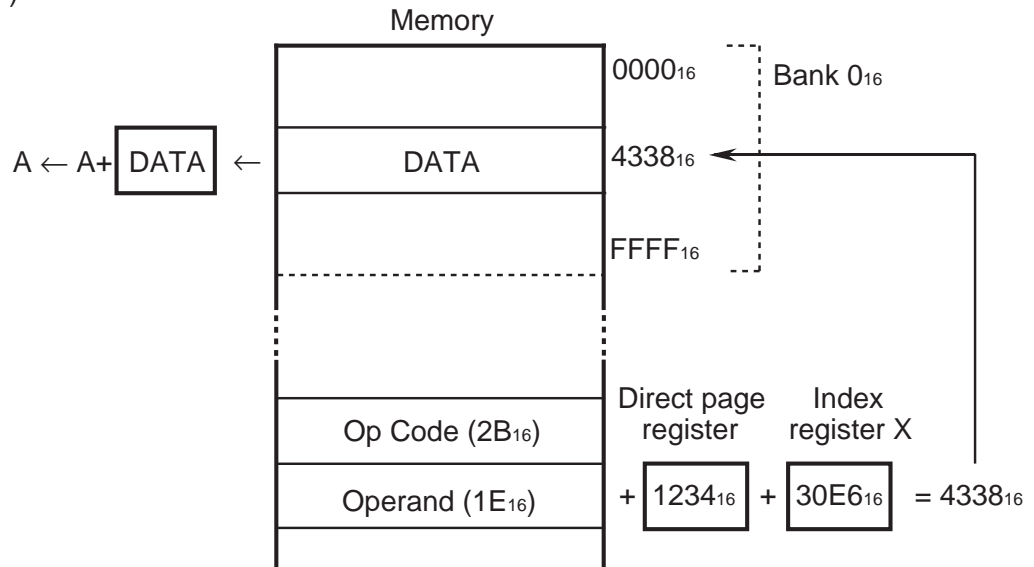 )
Memory
0000₁₆
Bank 0₁₆
A ← A+ DATA ← DATA
4338₁₆
FFFF₁₆
Direct page register
Index register X
Op Code (2B₁₆)
Operand (1E₁₆) + 1234₁₆ + 30E6₁₆ = 4338₁₆